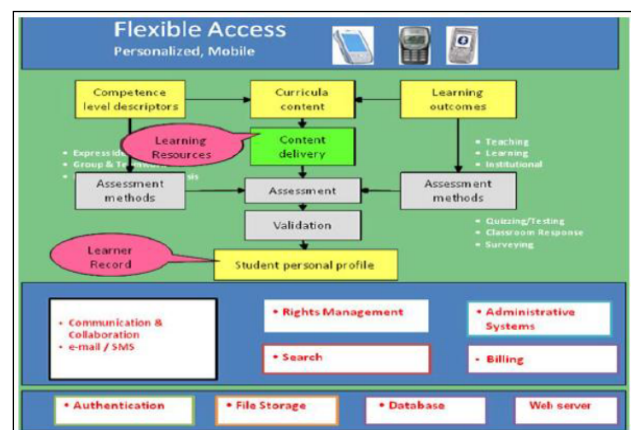 Flexible Access
Personalized, Mobile
Competence
level descriptors
Curricula
content
Learning
outcomes
Learning
Resources
Content
delivery
• Express
• Group &
• Teaching
• Learning
• Institutional
Assessment
methods
Assessment
Assessment
methods
Validation
• Quizzing/Testing
• Classroom Response
• Surveying
Learner
Record
Student personal profile
• Communication &
Collaboration
• e-mail / SMS
• Rights Management
• Administrative
Systems
• Search
• Billing
• Authentication
• File Storage
• Database
Web server